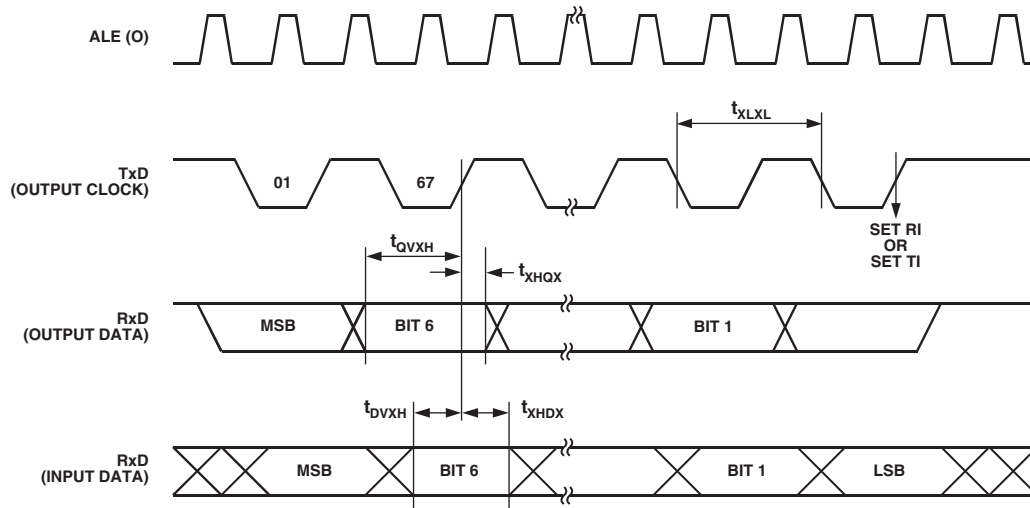 ALE (O)
t_XLXL
TxD
(OUTPUT CLOCK)
01
67
SET RI
OR
SET TI
t_QVXH
t_XHQX
RxD
(OUTPUT DATA)
MSB
BIT 6
BIT 1
t_DVXH
t_XHDX
RxD
(INPUT DATA)
MSB
BIT 6
BIT 1
LSB